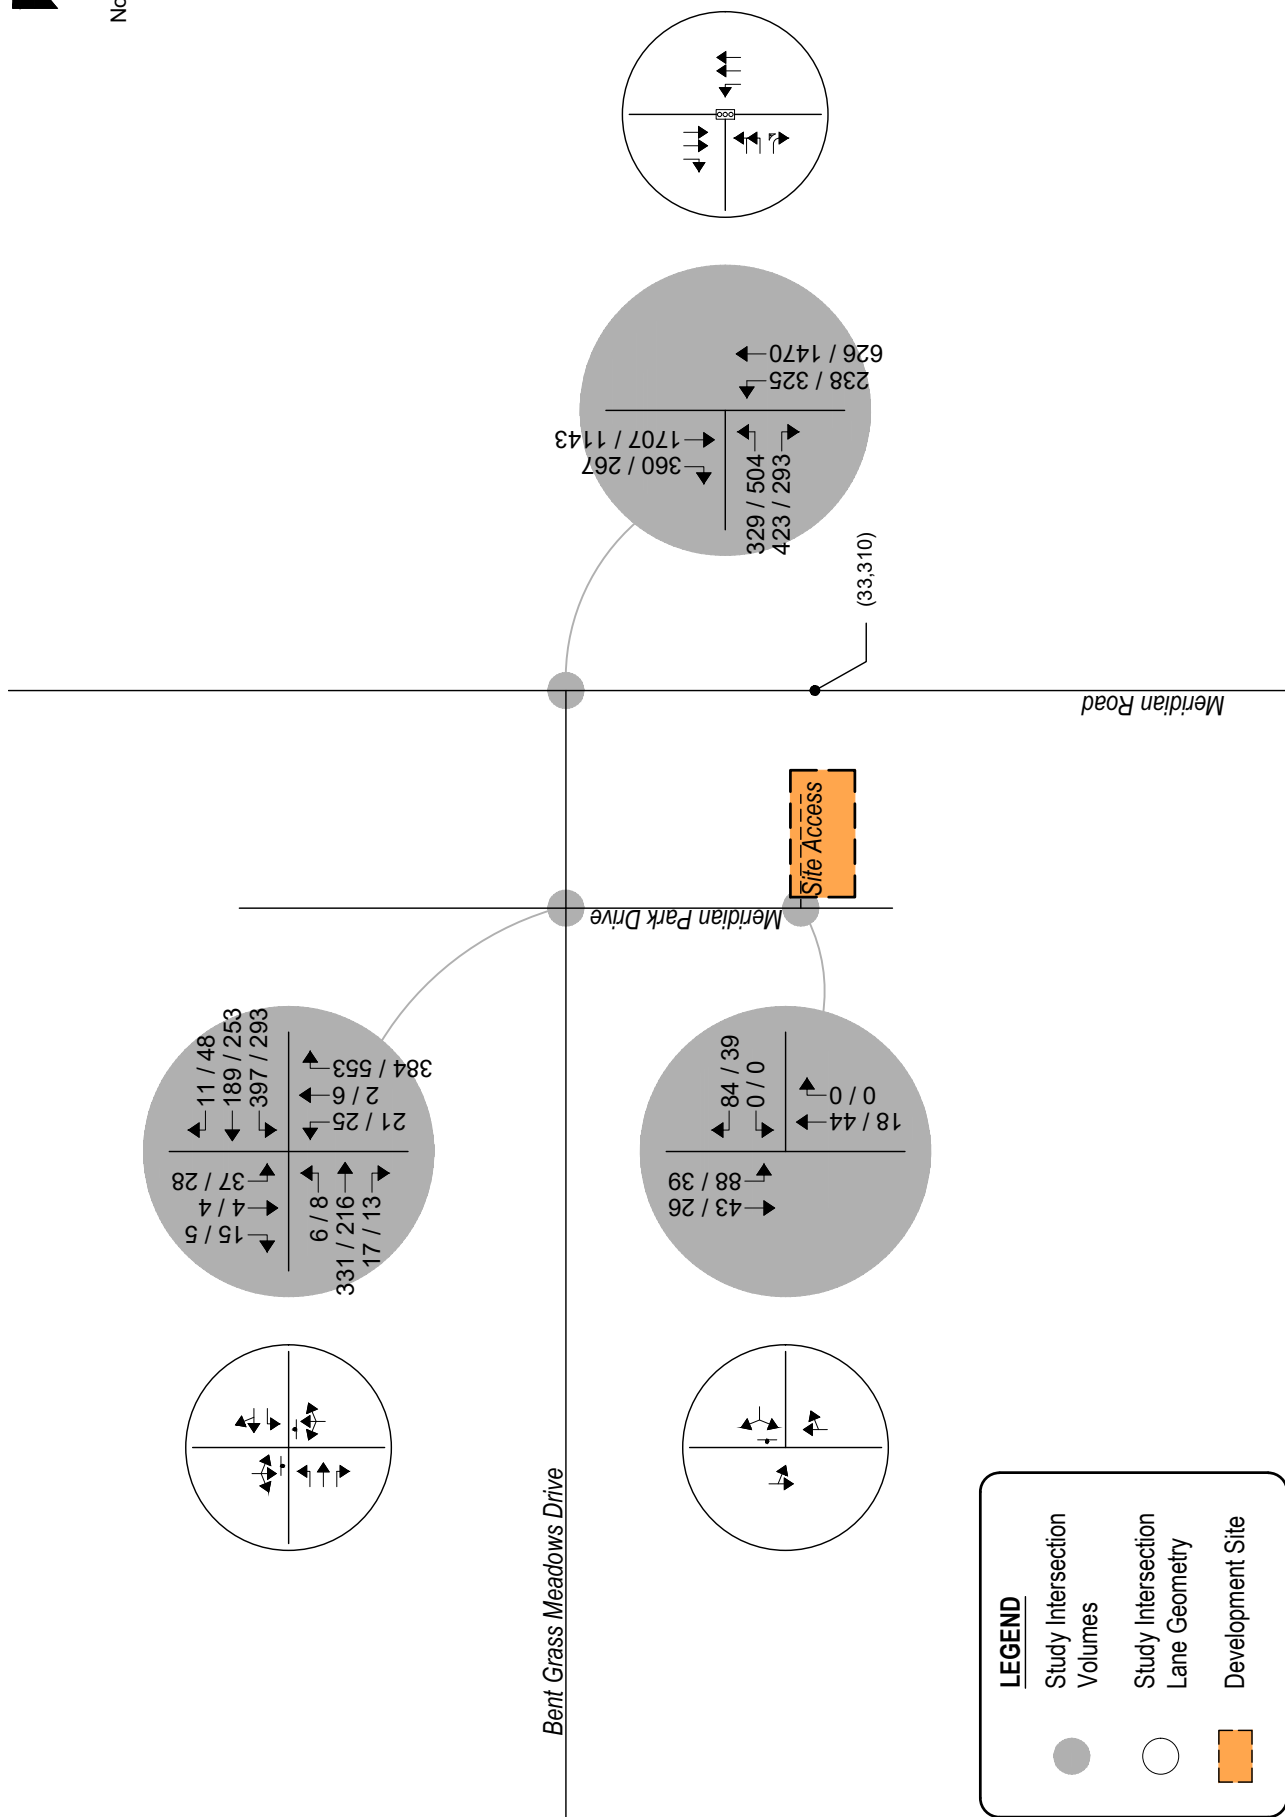 No
1707 / 1143
360 / 267
626 / 1470
238 / 325
329 / 504
423 / 293
(33,310)
Meridian Road
Site Access
Meridian Park Drive
Bent Grass Meadows Drive
11 / 48
189 / 253
397 / 293
384 / 553
2 / 6
21 / 25
37 / 28
4 / 4
15 / 5
6 / 8
331 / 216
17 / 13
84 / 39
0 / 0
0 / 0
18 / 44
88 / 39
43 / 26
LEGEND
Study Intersection
Volumes
Study Intersection
Lane Geometry
Development Site